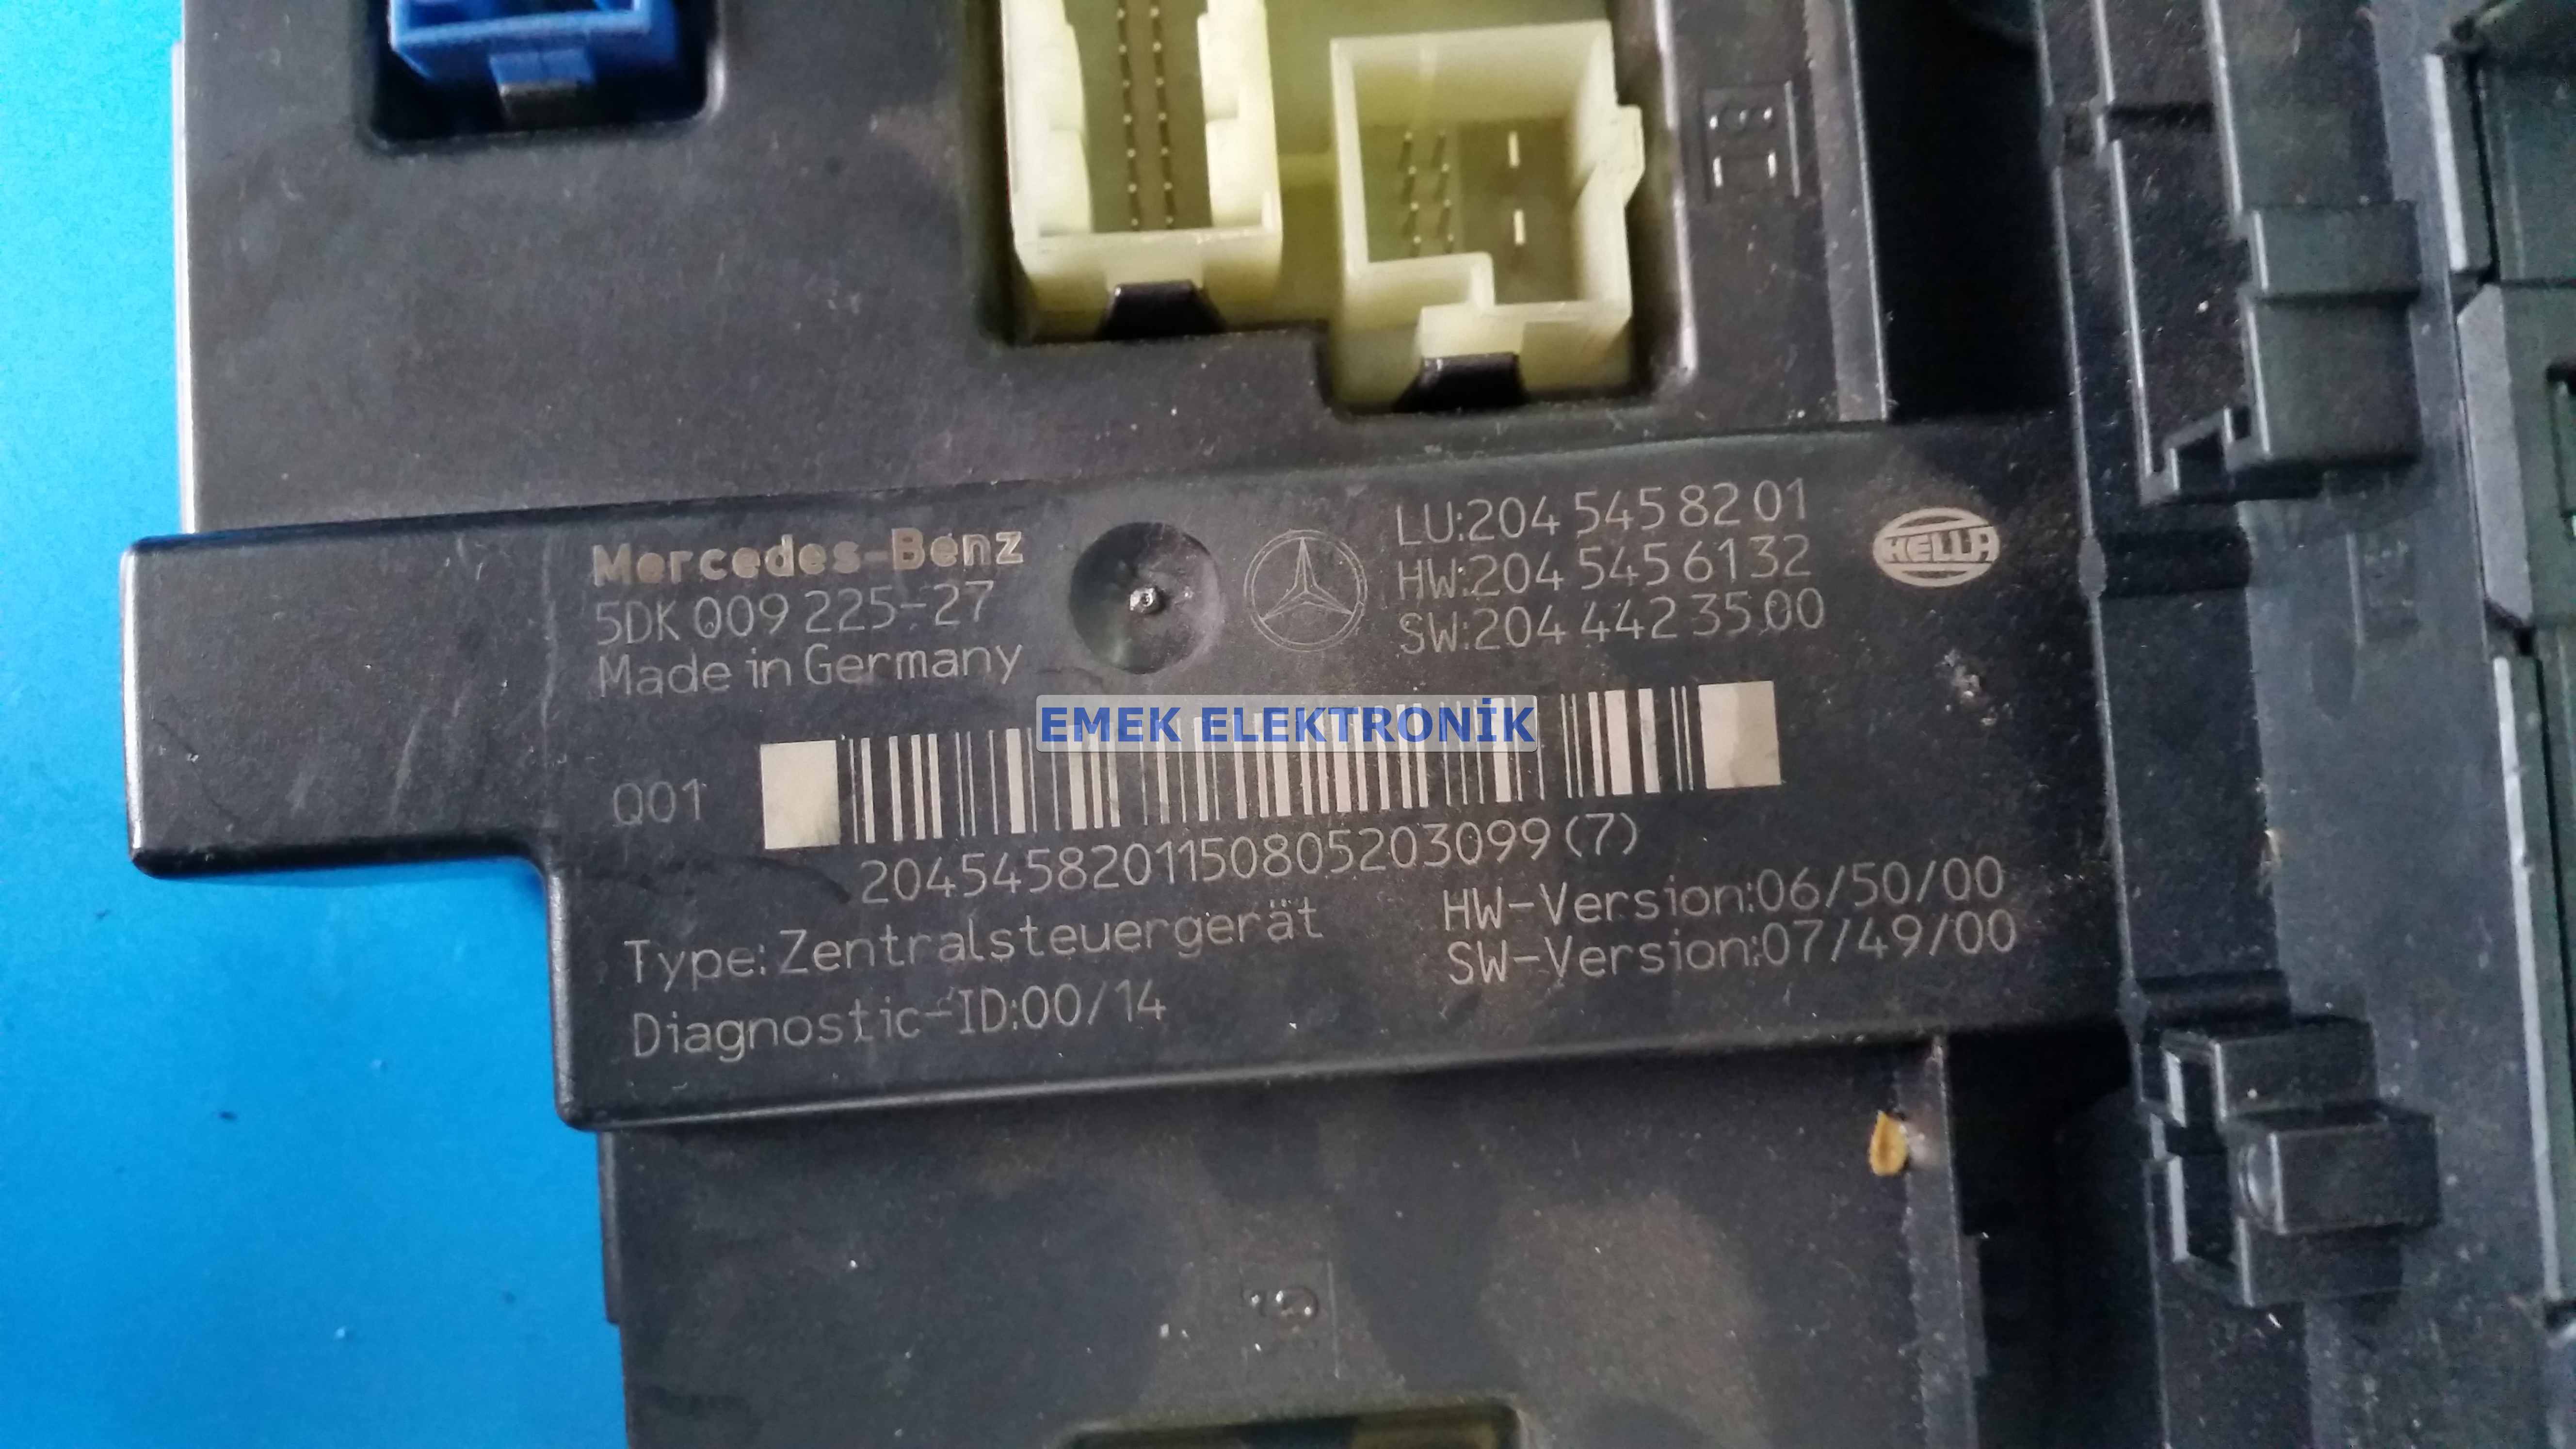 Mercedes-Benz
5DK 009 225-27
Made in Germany
LU:204 545 82 01
HW:204 545 61 32
SW:204 442 35 00
HELLA
EMEK ELEKTRONİK
Q01
204545820115080520309​9(7)
Type: Zentralsteuergerät
Diagnostic-ID:00/14
HW-Version:06/50/00
SW-Version:07/49/00